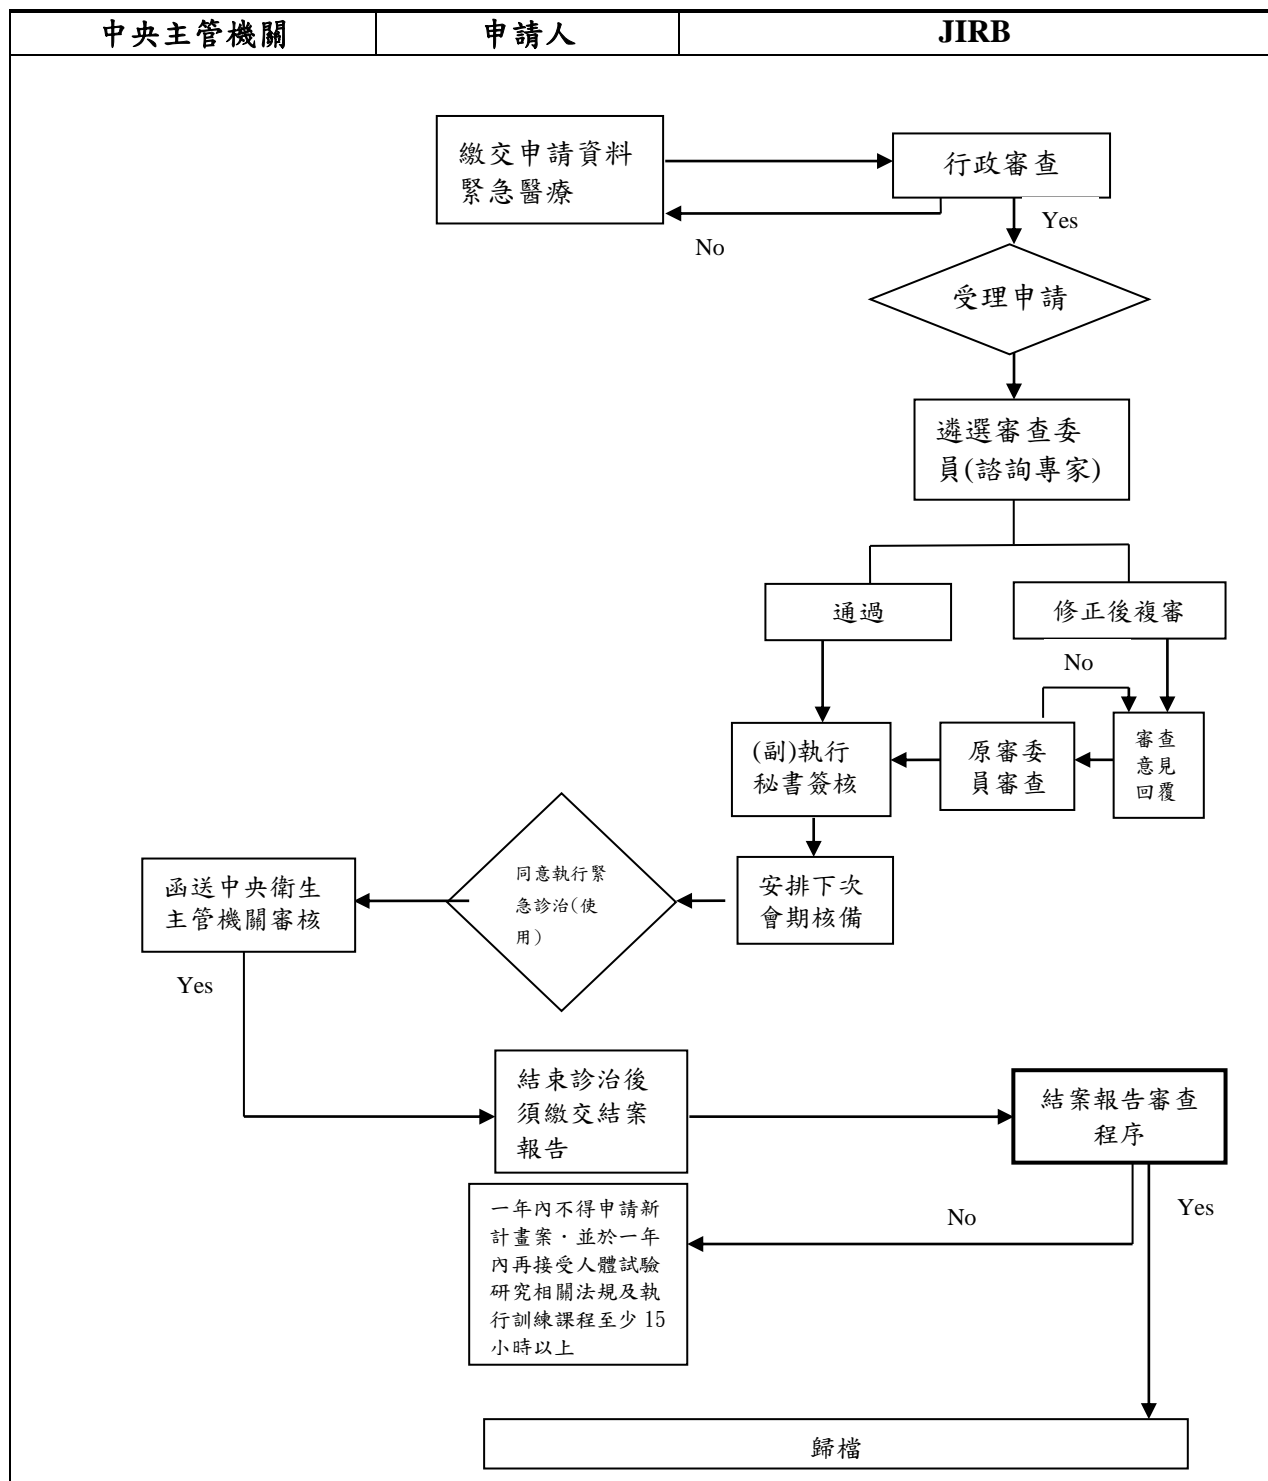 中央主管機關
申請人
JIRB
繳交申請資料
緊急醫療
行政審查
Yes
No
受理申請
遴選審查委
員(諮詢專家)
通過
修正後複審
No
(副)執行
秘書簽核
原審委
員審查
審查
意見
回覆
函送中央衛生
主管機關審核
同意執行緊
急診治(使
用)
安排下次
會期核備
Yes
結束診治後
須繳交結案
報告
結案報告審查
程序
一年內不得申請新
計畫案，並於一年
內再接受人體試驗
研究相關法規及執
行訓練課程至少 15
小時以上
No
Yes
歸檔